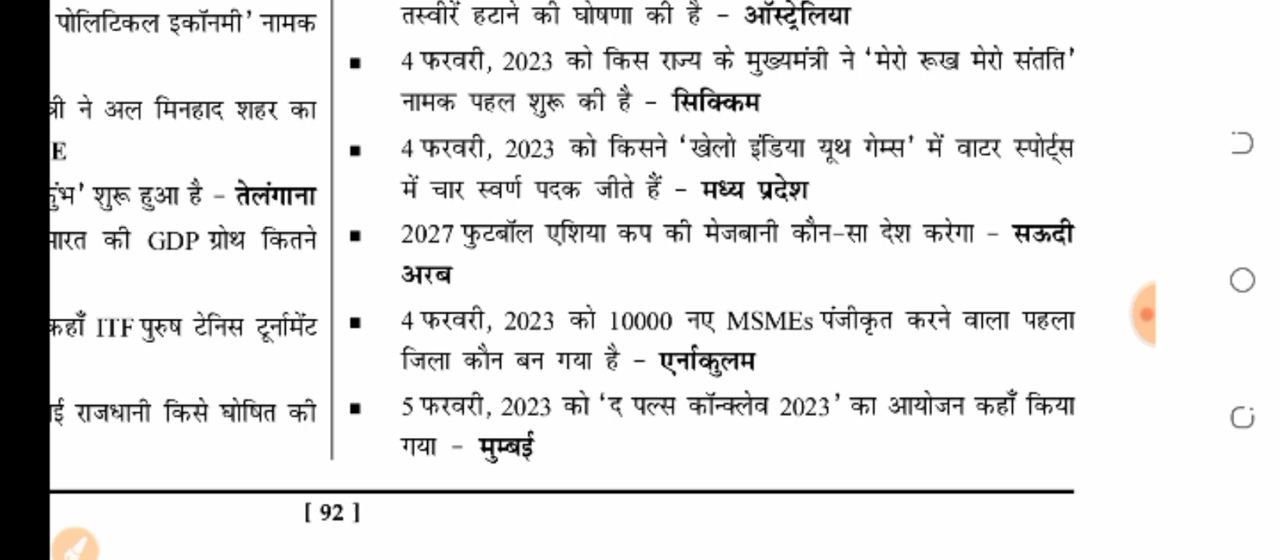 पोलिटिकल इकॉनमी' नामक
ने अल मिनहाद शहर का
E
शुरू हुआ है - तेलंगाना
की GDP ग्रोथ कितने
ITF पुरुष टेनिस टूर्नामेंट
राजधानी किसे घोषित की
तस्वीरें हटाने की घोषणा की है - ऑस्ट्रेलिया
▪ 4 फरवरी, 2023 को किस राज्य के मुख्यमंत्री ने 'मेरो रूख मेरो संतति'
नामक पहल शुरू की है - सिक्किम
▪ 4 फरवरी, 2023 को किसने 'खेलो इंडिया यूथ गेम्स' में वाटर स्पोर्ट्स
में चार स्वर्ण पदक जीते हैं - मध्य प्रदेश
▪ 2027 फुटबॉल एशिया कप की मेजबानी कौन-सा देश करेगा - सऊदी
अरब
▪ 4 फरवरी, 2023 को 10000 नए MSMEs पंजीकृत करने वाला पहला
जिला कौन बन गया है - एर्नाकुलम
▪ 5 फरवरी, 2023 को 'द पल्स कॉन्क्लेव 2023' का आयोजन कहाँ किया
गया - मुम्बई
[ 92 ]